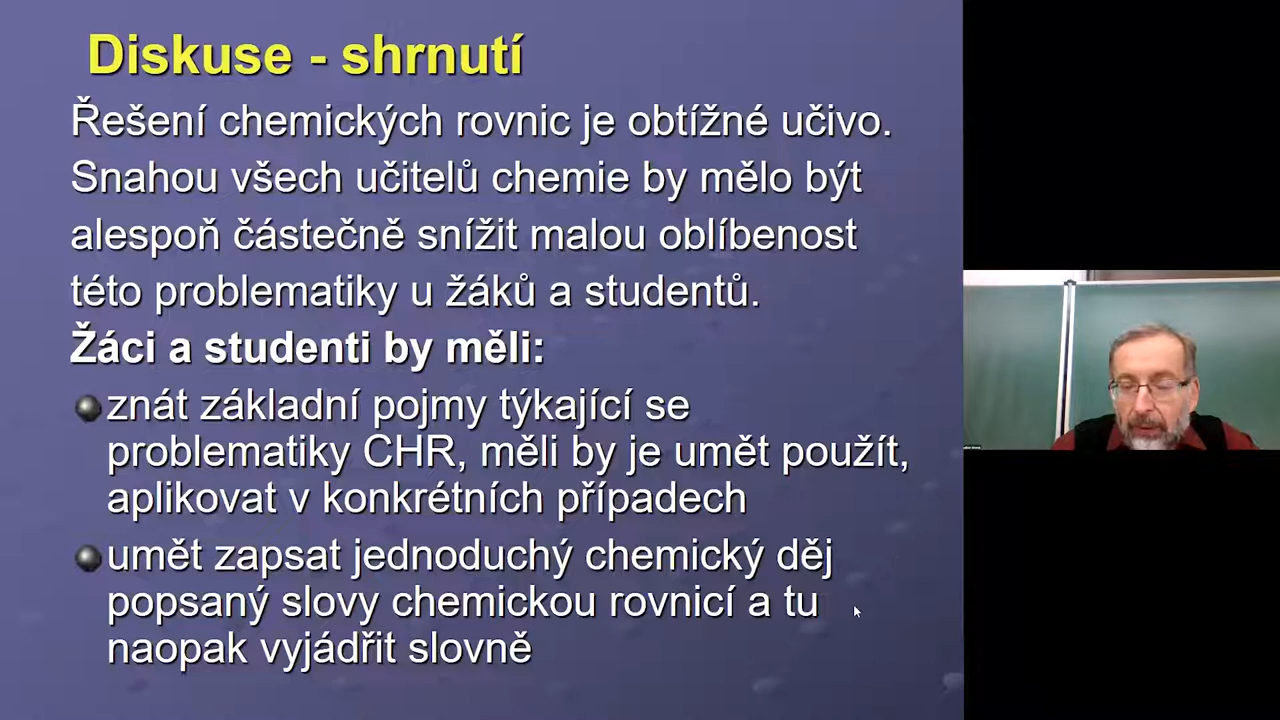 Diskuse - shrnutí
Řešení chemických rovnic je obtížné učivo.
Snahou všech učitelů chemie by mělo být
alespoň částečně snížit malou oblíbenost
této problematiky u žáků a studentů.
Žáci a studenti by měli:
znát základní pojmy týkající se
problematiky CHR, měli by je umět použít,
aplikovat v konkrétních případech
umět zapsat jednoduchý chemický děj
popsaný slovy chemickou rovnicí a tu
naopak vyjádřit slovně